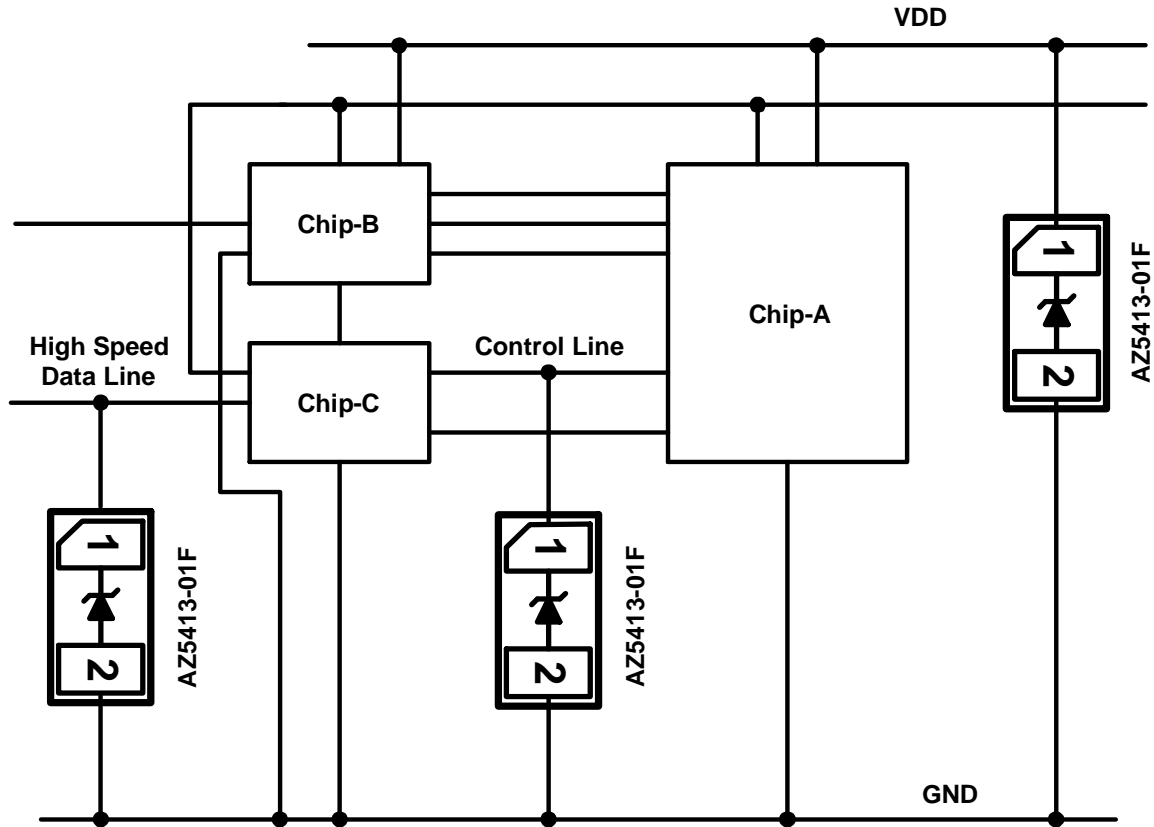 VDD
Chip-B
1
Chip-A
AZ5413-01F
High Speed
Data Line
Control Line
2
Chip-C
1
1
AZ5413-01F
AZ5413-01F
2
2
GND